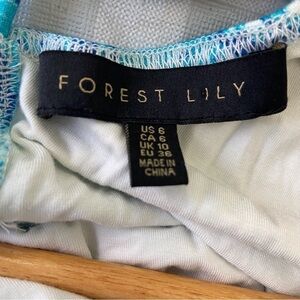 FOREST LILY
US 6
CA 6
UK 10
EU 36
MADE IN
CHINA